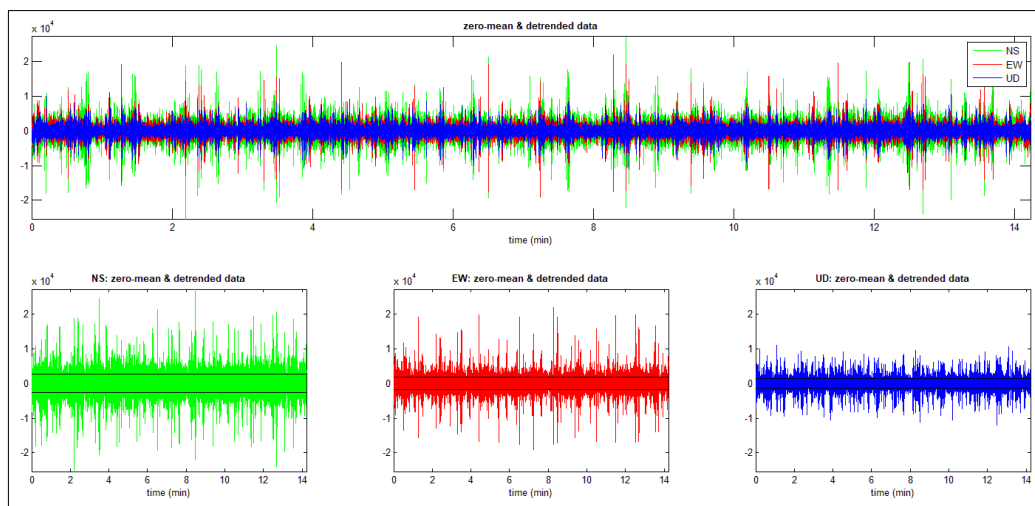 zero-mean & detrended data
x 10^4
2
1
0
-1
-2
0 2 4 6 8 10 12 14
time (min)
NS
EW
UD
NS: zero-mean & detrended data
x 10^4
2
1
0
-1
-2
0 2 4 6 8 10 12 14
time (min)
EW: zero-mean & detrended data
x 10^4
2
1
0
-1
-2
0 2 4 6 8 10 12 14
time (min)
UD: zero-mean & detrended data
x 10^4
2
1
0
-1
-2
0 2 4 6 8 10 12 14
time (min)